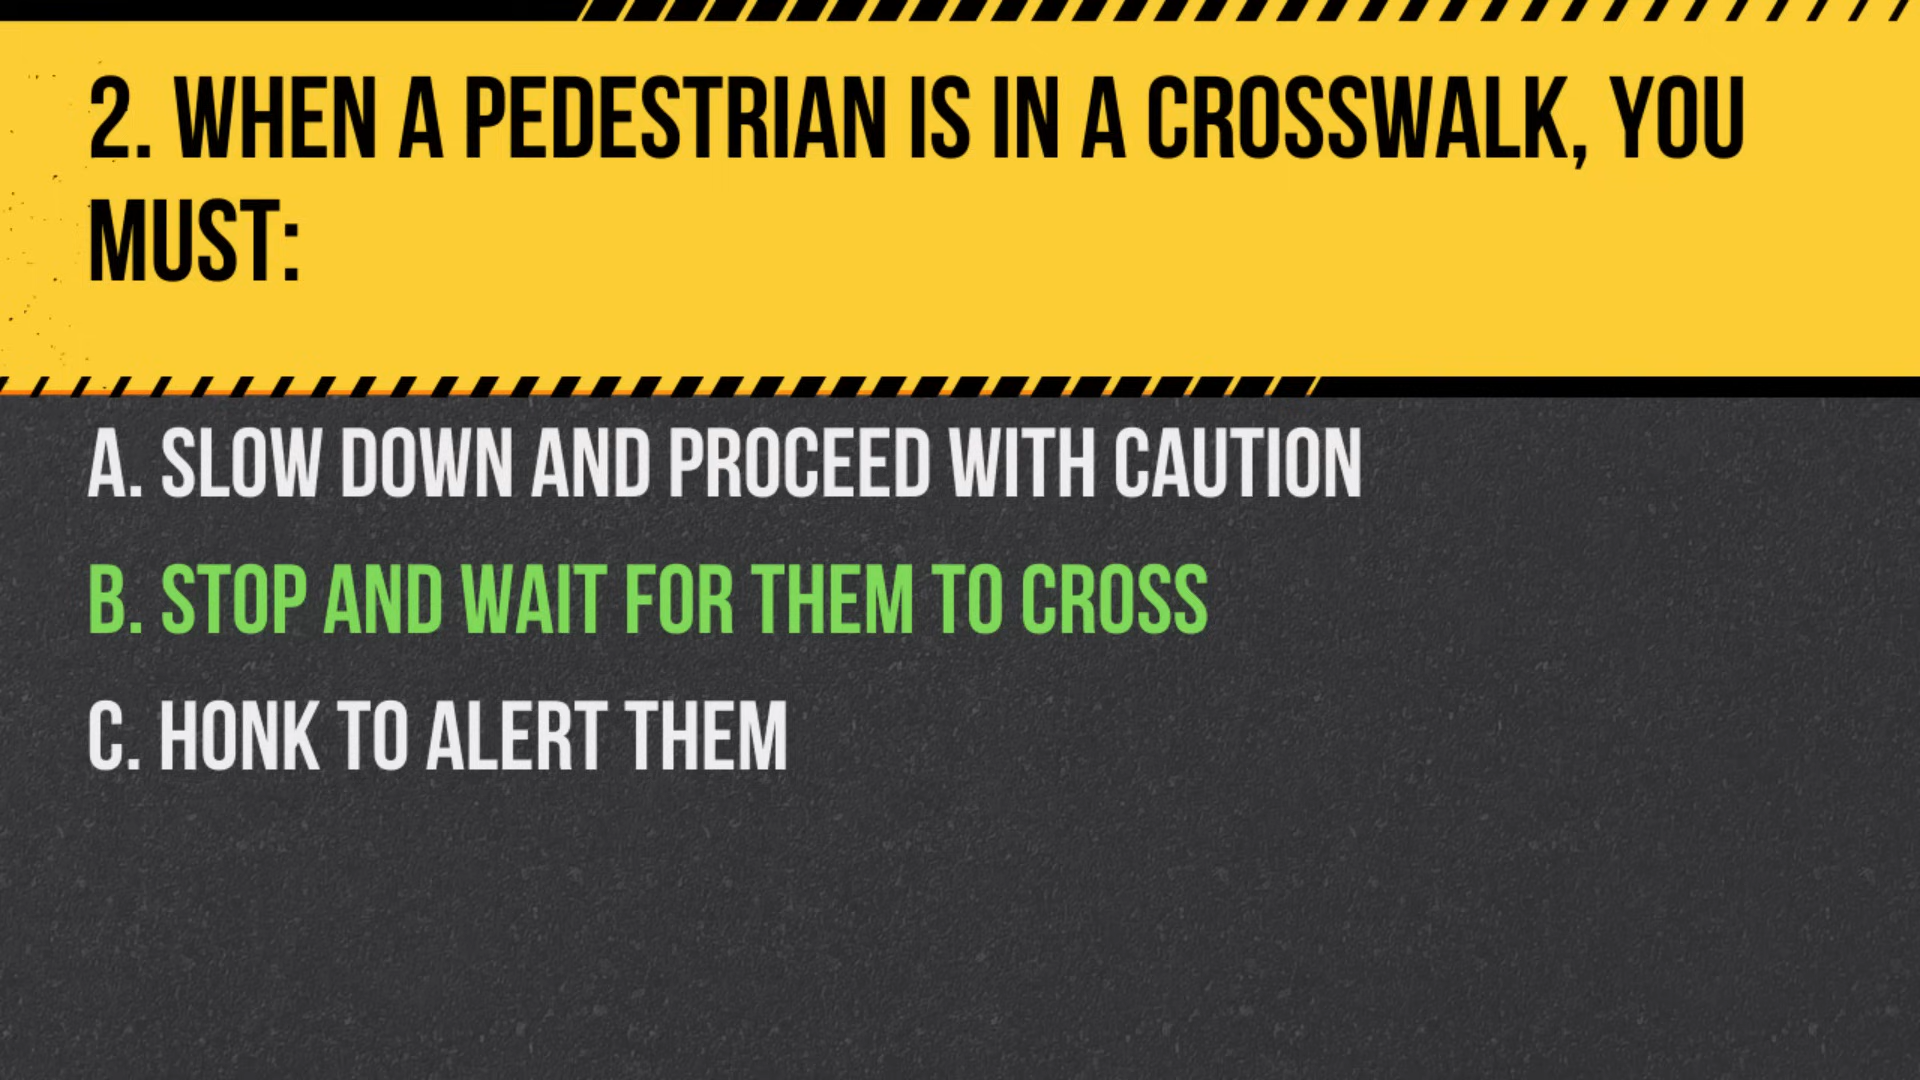 2. WHEN A PEDESTRIAN IS IN A CROSSWALK, YOU
MUST:
A. SLOW DOWN AND PROCEED WITH CAUTION
B. STOP AND WAIT FOR THEM TO CROSS
C. HONK TO ALERT THEM